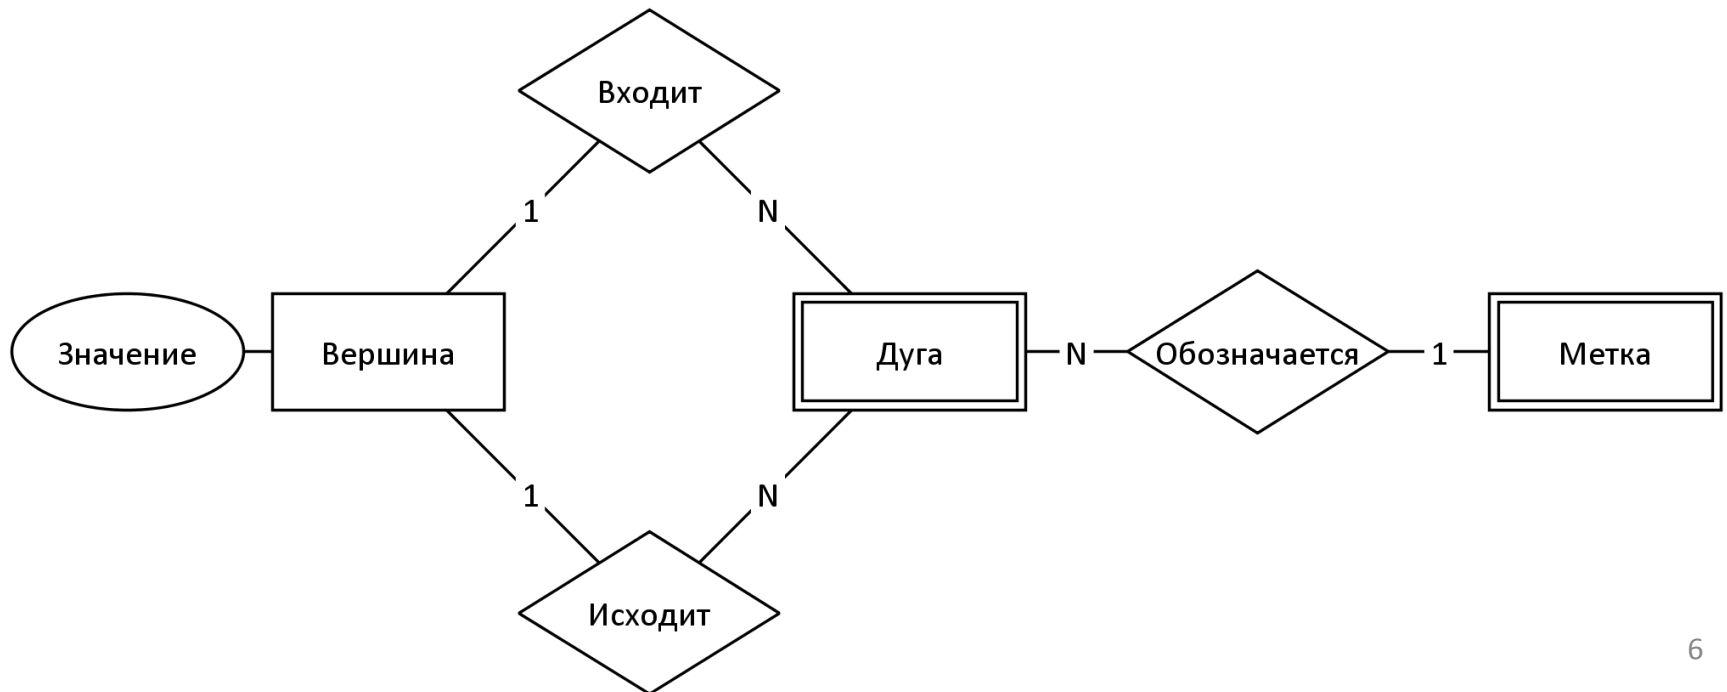 Входит
1
N
Значение
Вершина
Дуга
N
Обозначается
1
Метка
1
N
Исходит
6